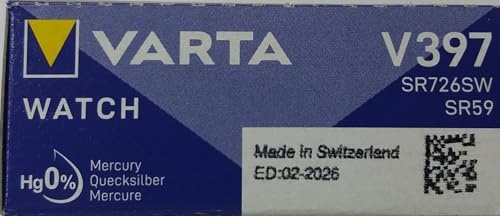 VARTA
V397
SR726SW
SR59
WATCH
Hg0%
Mercury
Quecksilber
Mercure
Made in Switzerland
ED:02-2026